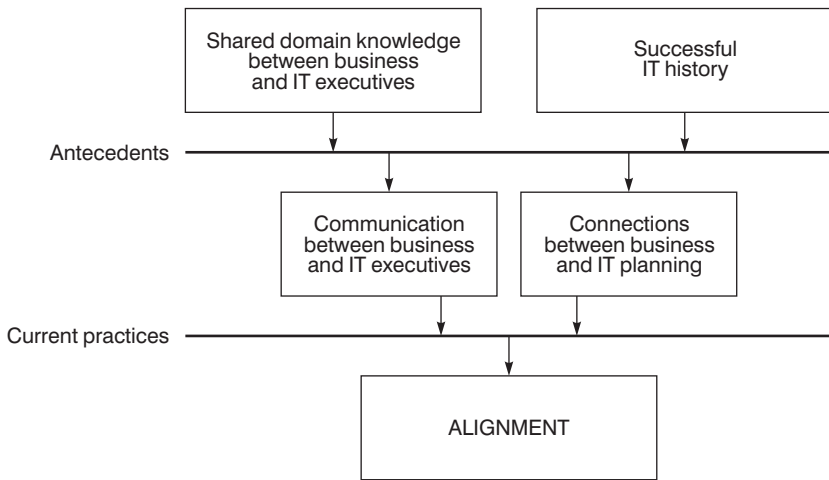 Shared domain knowledge
between business
and IT executives
Successful
IT history
Antecedents
Communication
between business
and IT executives
Connections
between business
and IT planning
Current practices
ALIGNMENT